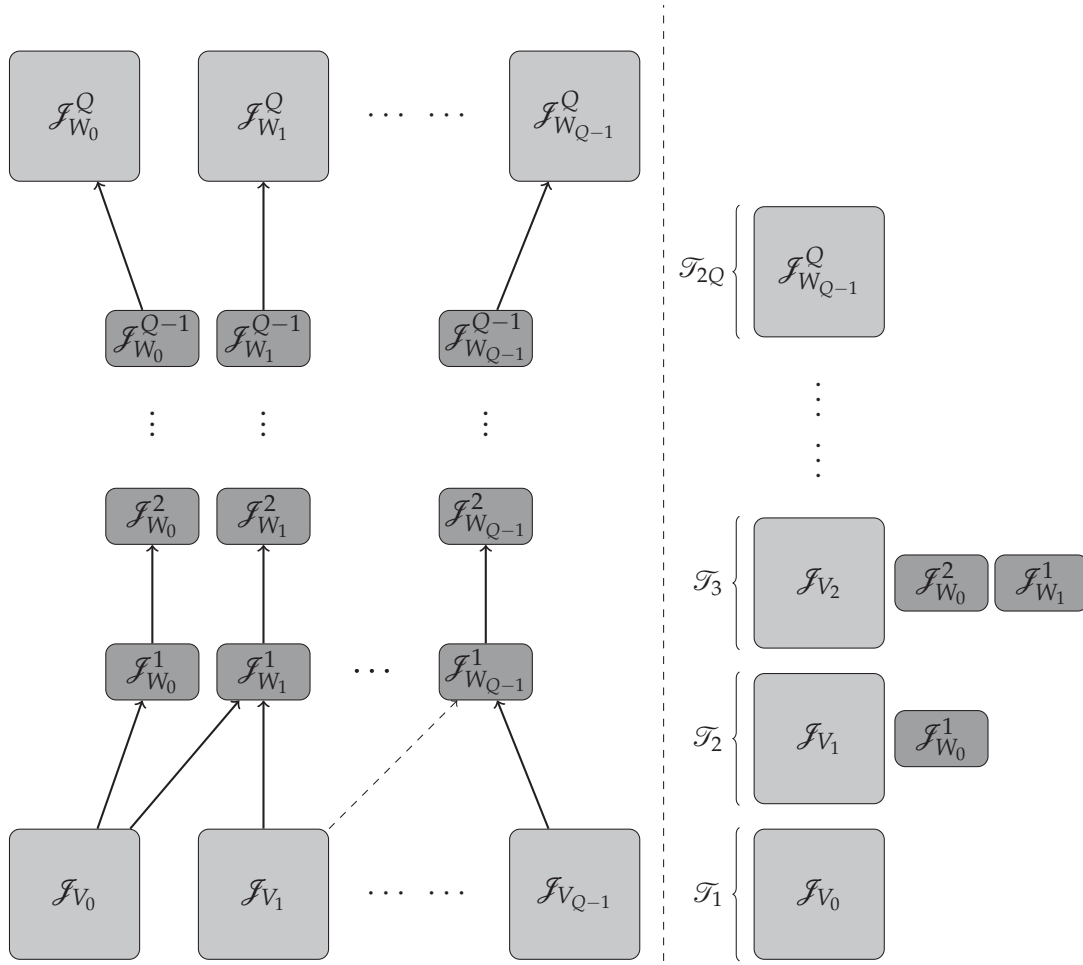 𝒥^Q_{W_0} 𝒥^Q_{W_1} ⋯ ⋯ 𝒥^Q_{W_{Q−1}}
𝒥^{Q−1}_{W_0} 𝒥^{Q−1}_{W_1} 𝒥^{Q−1}_{W_{Q−1}}
⋮ ⋮ ⋮
𝒥^2_{W_0} 𝒥^2_{W_1} 𝒥^2_{W_{Q−1}}
𝒥^1_{W_0} 𝒥^1_{W_1} ⋯ 𝒥^1_{W_{Q−1}}
𝒥_{V_0} 𝒥_{V_1} ⋯ ⋯ 𝒥_{V_{Q−1}}
𝒯_{2Q} 𝒥^Q_{W_{Q−1}}
⋮
⋮
𝒯_3 𝒥_{V_2} 𝒥^2_{W_0} 𝒥^1_{W_1}
𝒯_2 𝒥_{V_1} 𝒥^1_{W_0}
𝒯_1 𝒥_{V_0}